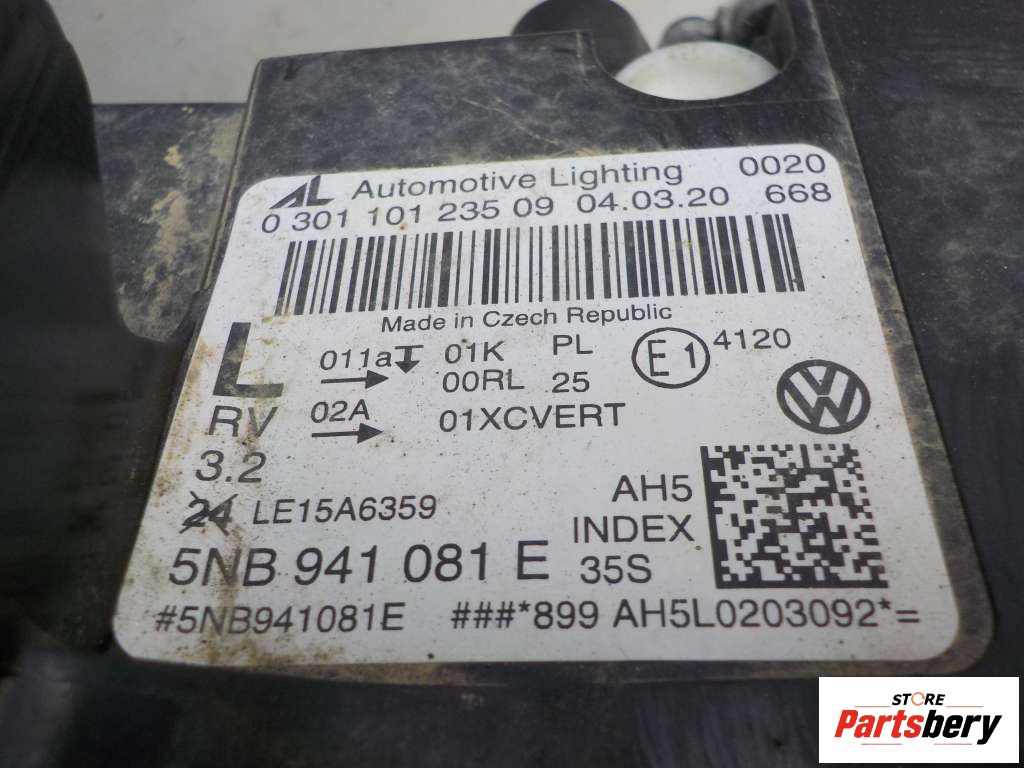 AL Automotive Lighting 0020
0 301 101 235 09 04.03.20 668
Made in Czech Republic
L 011a 01K PL E1 4120
00RL 25
RV 02A 01XCVERT VW
3.2
24 LE15A6359 AH5
INDEX
5NB 941 081 E 35S
#5NB941081E ###*899 AH5L0203092*=
STORE
Partsbery